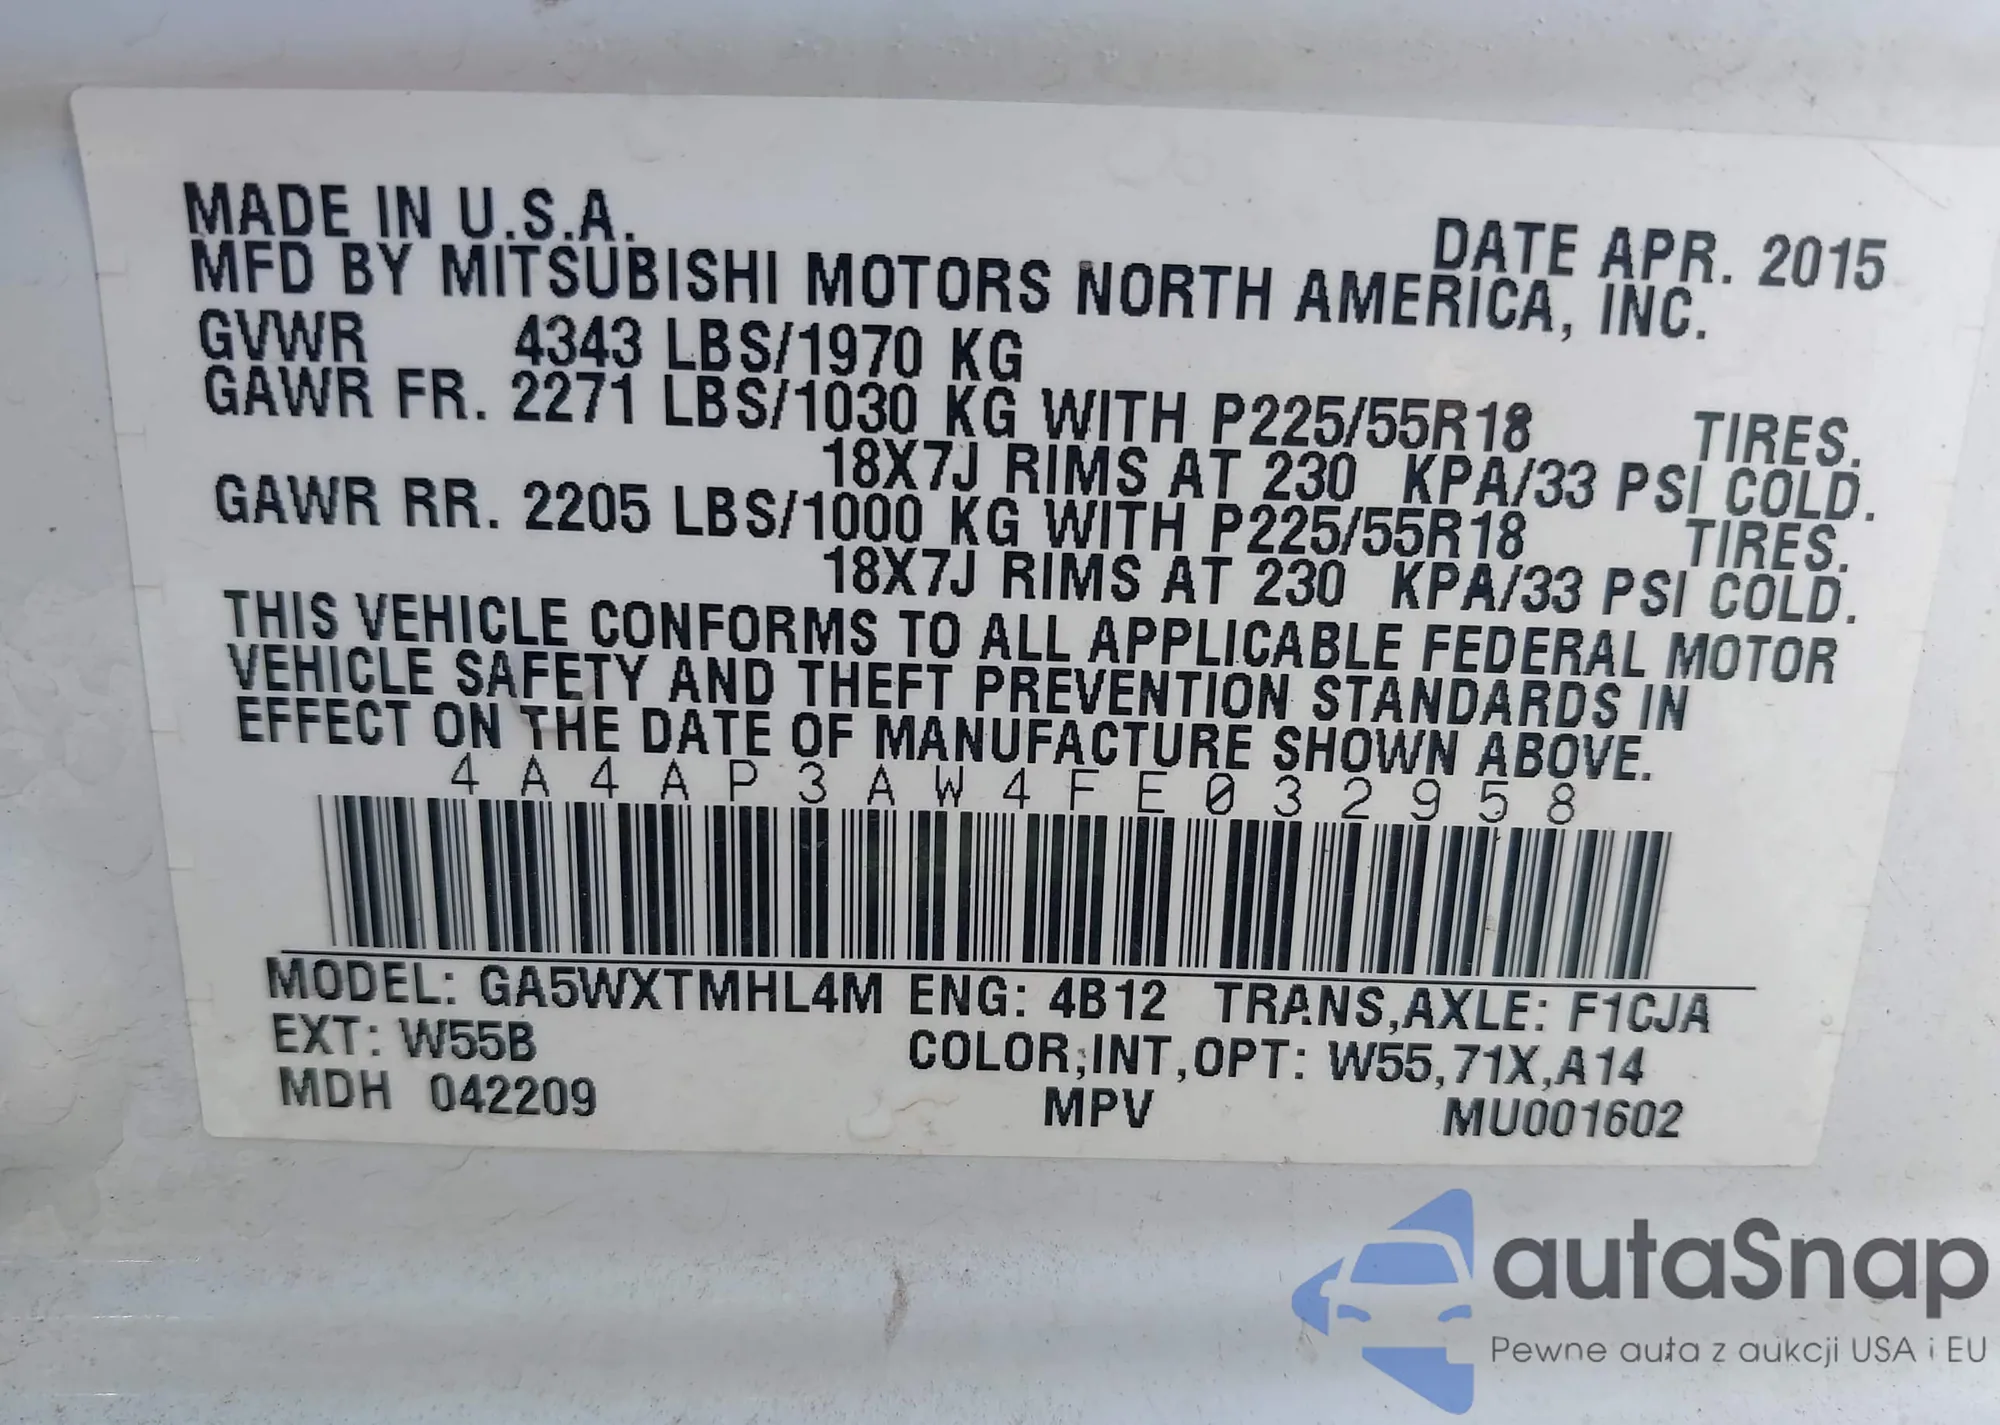 MADE IN U.S.A. DATE APR. 2015
MFD BY MITSUBISHI MOTORS NORTH AMERICA, INC.
GVWR 4343 LBS/1970 KG
GAWR FR. 2271 LBS/1030 KG WITH P225/55R18 TIRES.
18X7J RIMS AT 230 KPA/33 PSI COLD.
GAWR RR. 2205 LBS/1000 KG WITH P225/55R18 TIRES.
18X7J RIMS AT 230 KPA/33 PSI COLD.
THIS VEHICLE CONFORMS TO ALL APPLICABLE FEDERAL MOTOR
VEHICLE SAFETY AND THEFT PREVENTION STANDARDS IN
EFFECT ON THE DATE OF MANUFACTURE SHOWN ABOVE.
4A4AP3AW4FE032958
MODEL: GA5WXTMHL4M ENG: 4B12 TRANS,AXLE: F1CJA
EXT: W55B COLOR,INT,OPT: W55,71X,A14
MDH 042209 MPV MU001602
autaSnap
Pewne auta z aukcji USA i EU